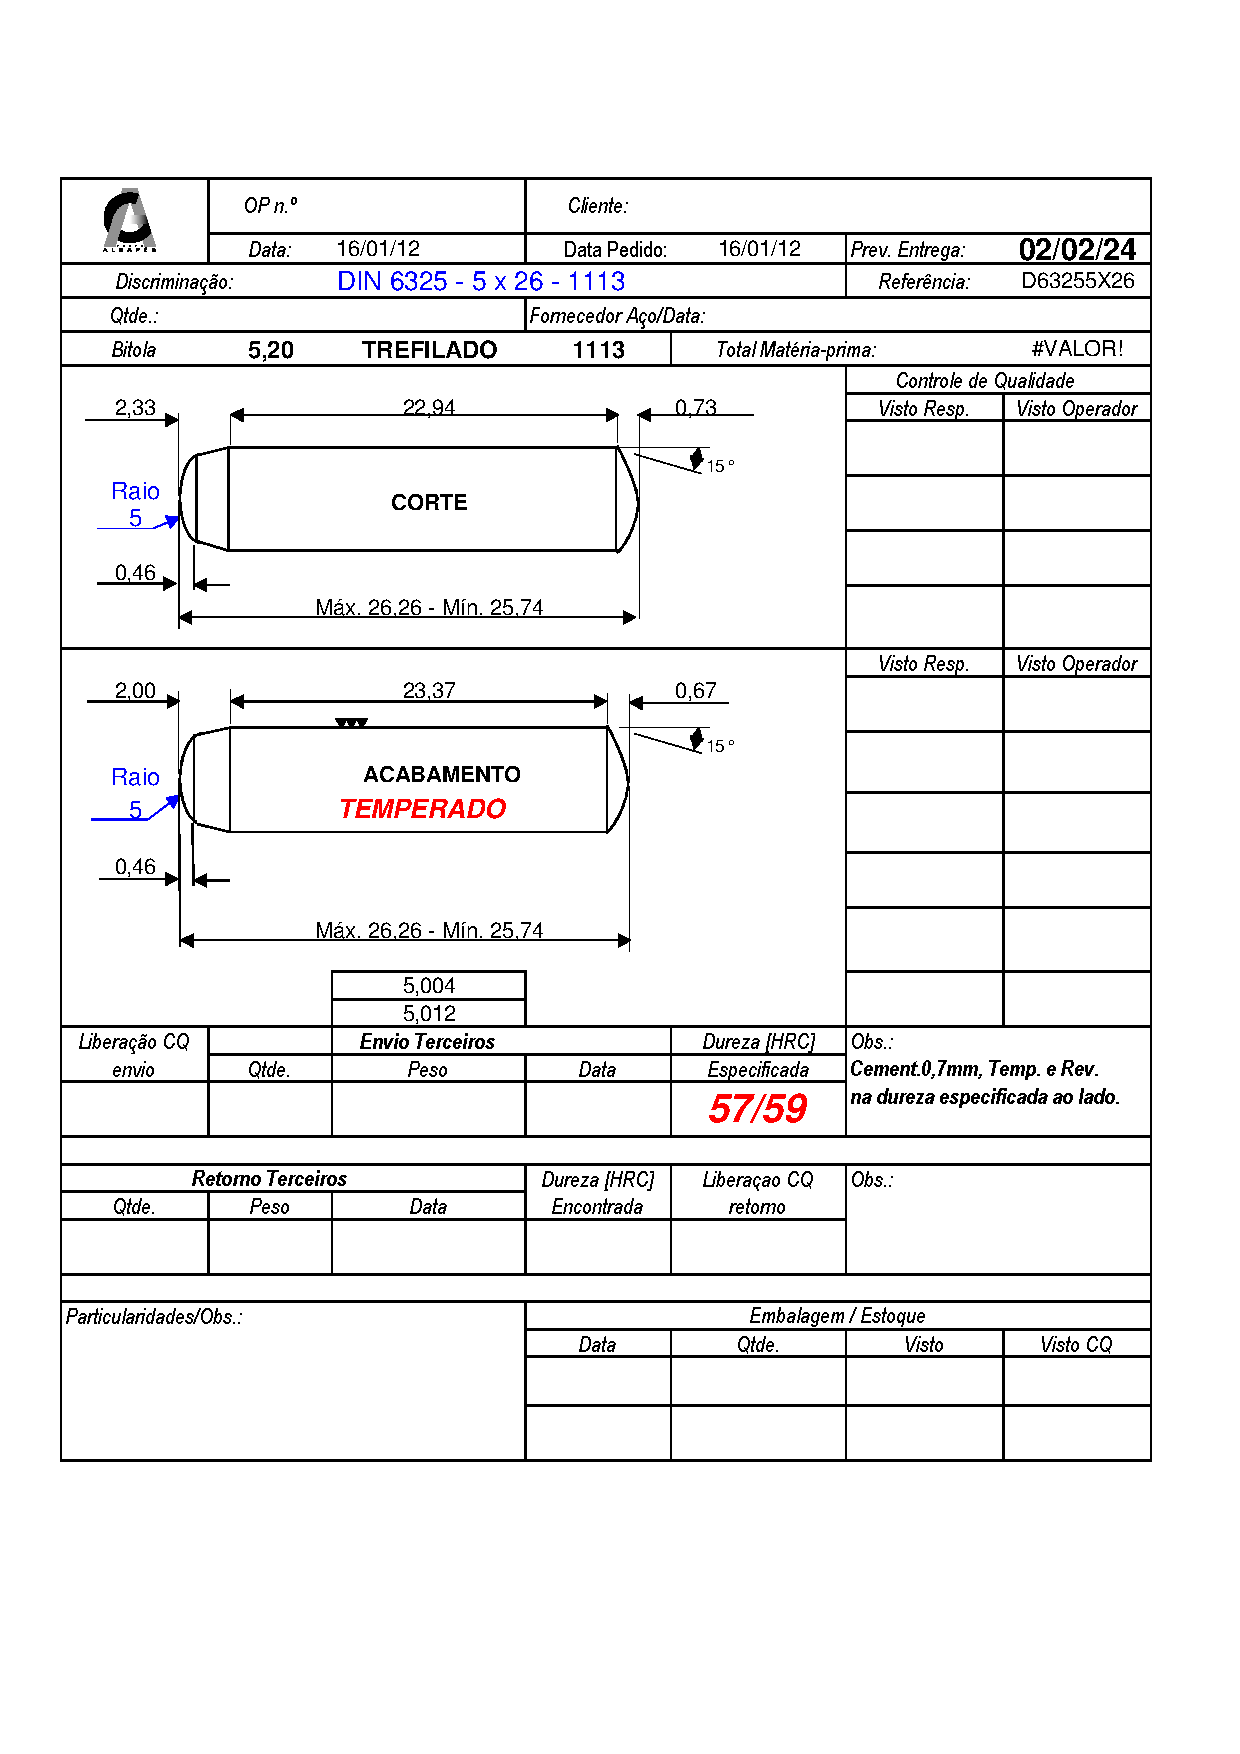 ALBAPES
OP n.º Cliente:
Data: 16/01/12 Data Pedido: 16/01/12 Prev. Entrega: 02/02/24
Discriminação: DIN 6325 - 5 x 26 - 1113 Referência: D63255X26
Qtde.: Fornecedor Aço/Data:
Bitola 5,20 TREFILADO 1113 Total Matéria-prima: #VALOR!
Controle de Qualidade
2,33 22,94 0,73 Visto Resp. Visto Operador
15 º
Raio
5
CORTE
0,46
Máx. 26,26 - Mín. 25,74
Visto Resp. Visto Operador
2,00 23,37 0,67
15 º
Raio
5
ACABAMENTO
TEMPERADO
0,46
Máx. 26,26 - Mín. 25,74
5,004
5,012
Liberação CQ Envio Terceiros Dureza [HRC] Obs.:
envio Qtde. Peso Data Especificada Cement.0,7mm, Temp. e Rev.
57/59 na dureza especificada ao lado.
Retorno Terceiros Dureza [HRC] Liberaçao CQ Obs.:
Qtde. Peso Data Encontrada retorno
Particularidades/Obs.: Embalagem / Estoque
Data Qtde. Visto Visto CQ